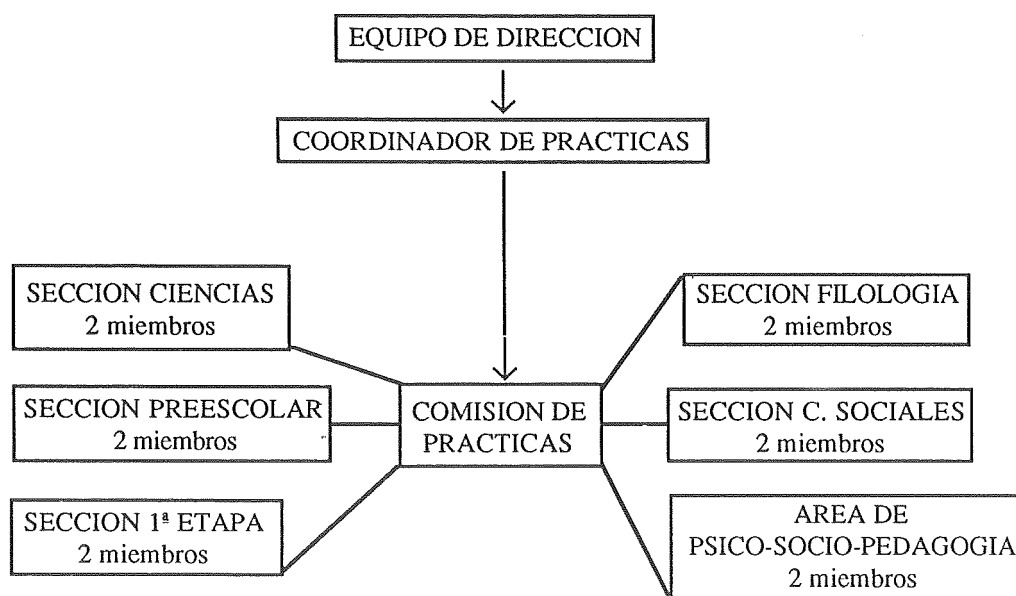 EQUIPO DE DIRECCION
COORDINADOR DE PRACTICAS
SECCION CIENCIAS
2 miembros
SECCION FILOLOGIA
2 miembros
SECCION PREESCOLAR
2 miembros
COMISION DE
PRACTICAS
SECCION C. SOCIALES
2 miembros
SECCION 1ª ETAPA
2 miembros
AREA DE
PSICO-SOCIO-PEDAGOGIA
2 miembros